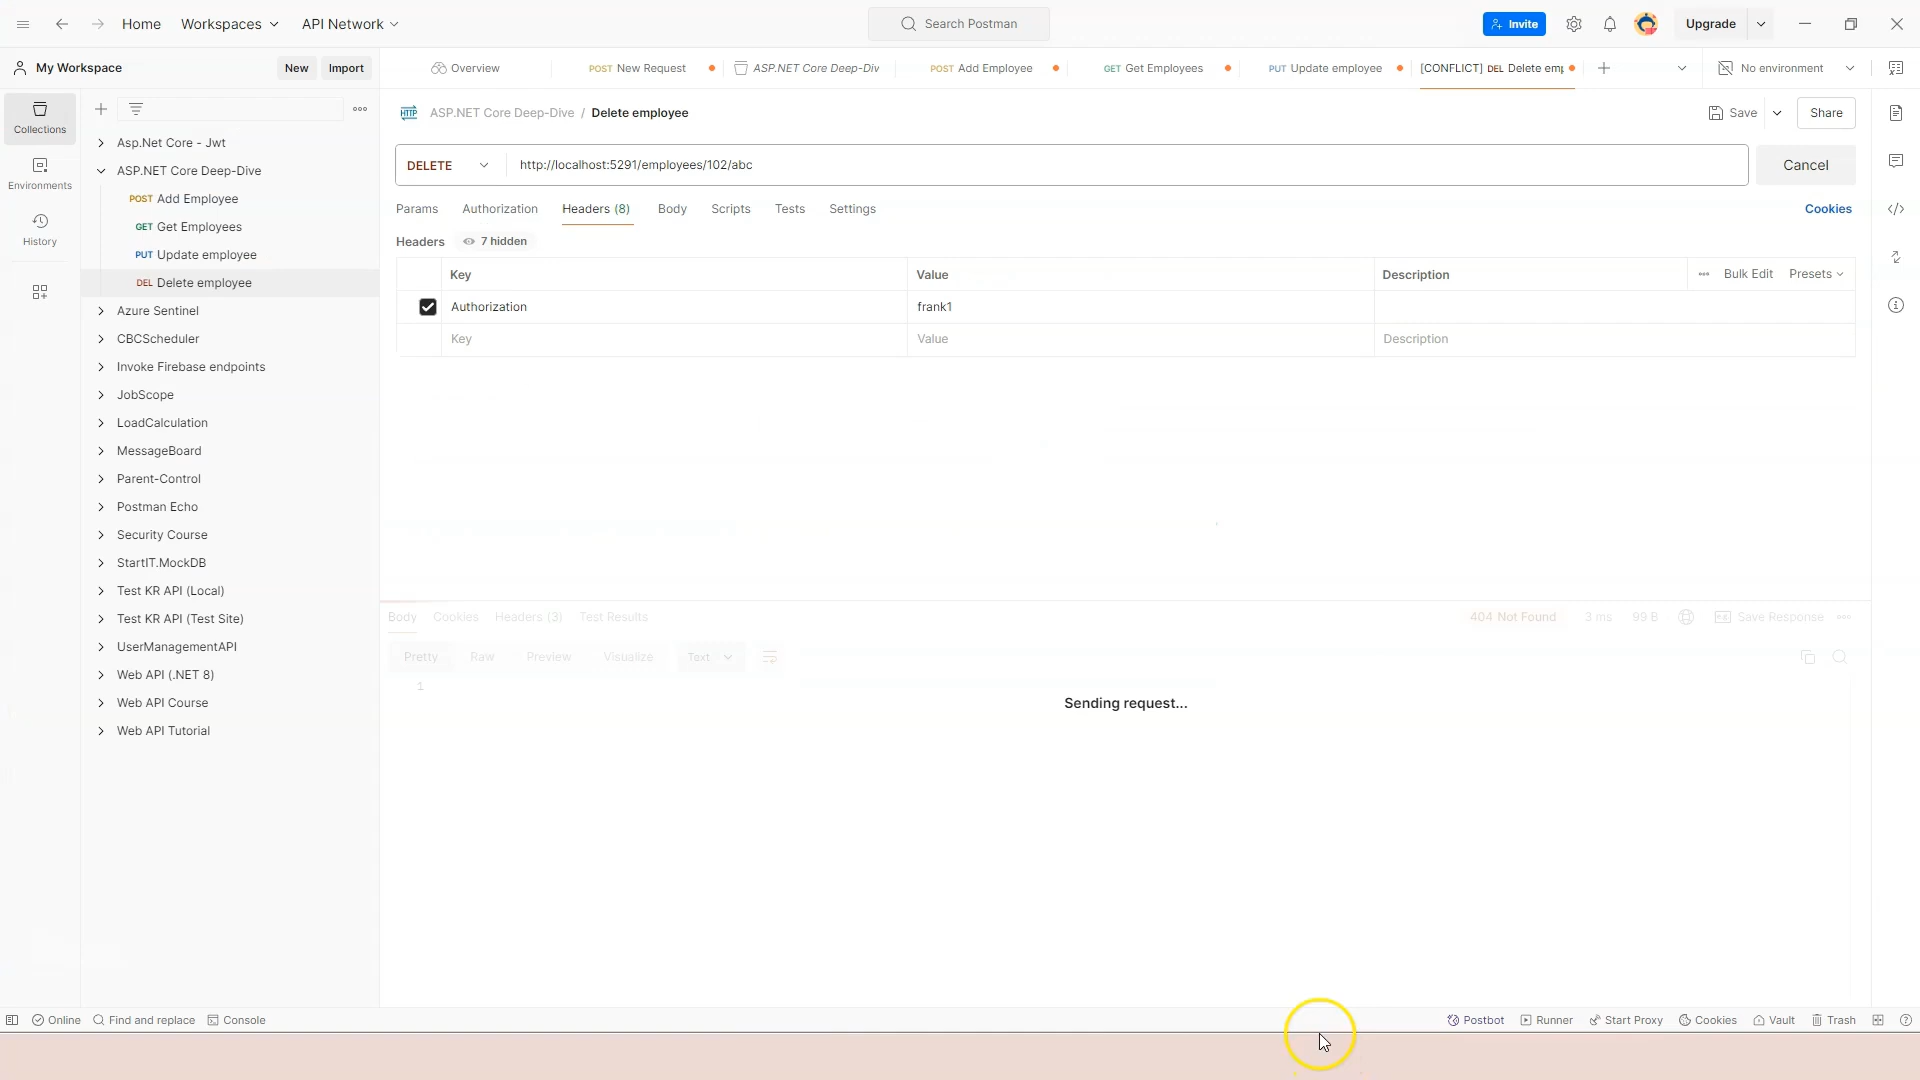 Home Workspaces API Network Search Postman Invite Upgrade
My Workspace New Import Overview POST New Request ASP.NET Core Deep-Div POST Add Employee GET Get Employees PUT Update employee [CONFLICT] DEL Delete emp No environment
Collections
Environments
History
Asp.Net Core - Jwt
ASP.NET Core Deep-Dive
POST Add Employee
GET Get Employees
PUT Update employee
DEL Delete employee
Azure Sentinel
CBCScheduler
Invoke Firebase endpoints
JobScope
LoadCalculation
MessageBoard
Parent-Control
Postman Echo
Security Course
StartIT.MockDB
Test KR API (Local)
Test KR API (Test Site)
UserManagementAPI
Web API (.NET 8)
Web API Course
Web API Tutorial
HTTP ASP.NET Core Deep-Dive / Delete employee Save Share
DELETE http://localhost:5291/employees/102/abc Cancel
Params Authorization Headers (8) Body Scripts Tests Settings Cookies
Headers 7 hidden
Key Value Description Bulk Edit Presets
Authorization frank1
Key Value Description
Body Cookies Headers (3) Test Results 404 Not Found 3 ms 99 B Save Response
Pretty Raw Preview Visualize Text
1
Sending request...
Online Find and replace Console Postbot Runner Start Proxy Cookies Vault Trash